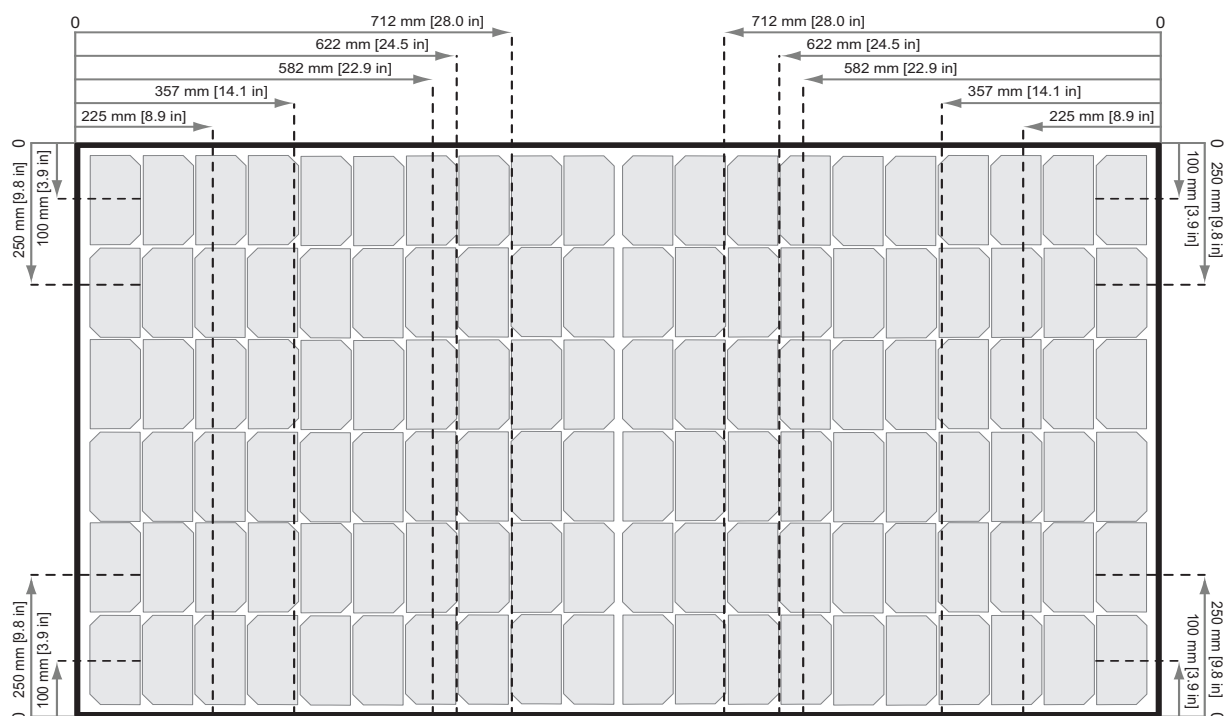 0
712 mm [28.0 in]
712 mm [28.0 in]
0
622 mm [24.5 in]
622 mm [24.5 in]
582 mm [22.9 in]
582 mm [22.9 in]
357 mm [14.1 in]
357 mm [14.1 in]
225 mm [8.9 in]
225 mm [8.9 in]
0
250 mm [9.8 in]
100 mm [3.9 in]
100 mm [3.9 in]
250 mm [9.8 in]
0
250 mm [9.8 in]
100 mm [3.9 in]
0
100 mm [3.9 in]
250 mm [9.8 in]
0